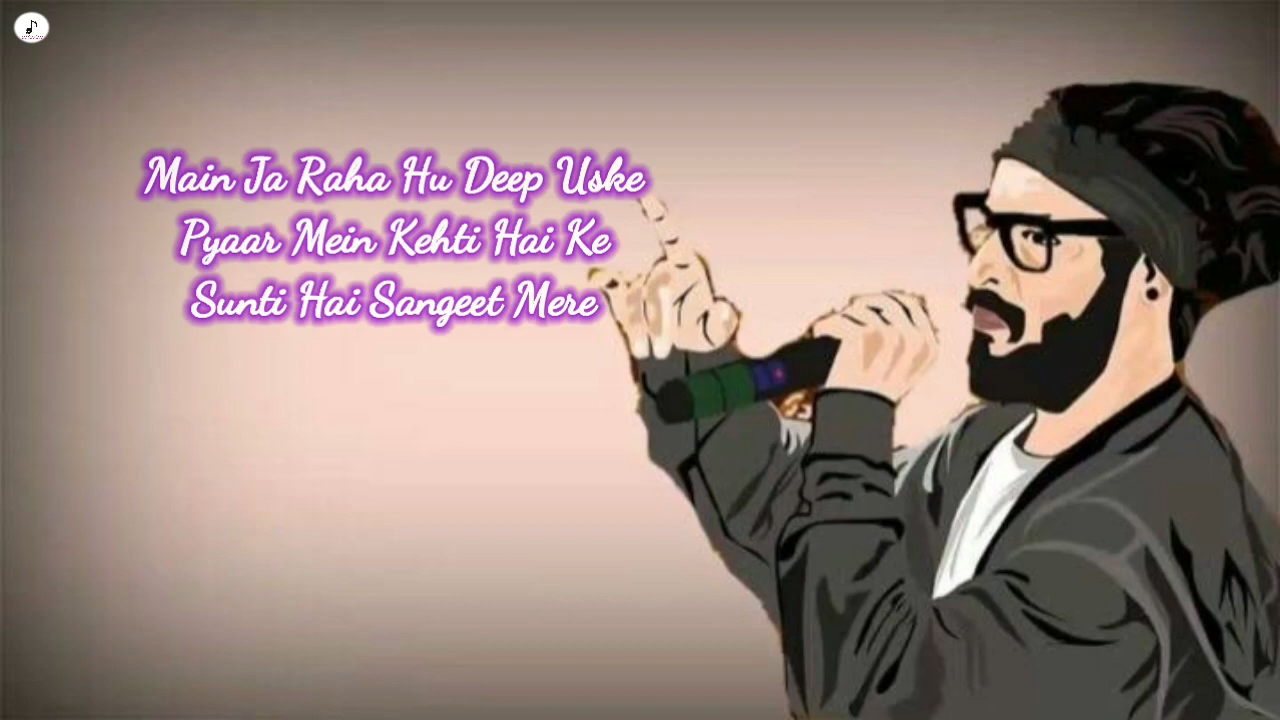 Main Ja Raha Hu Deep Uske
Pyaar Mein Kehti Hai Ke
Sunti Hai Sangeet Mere